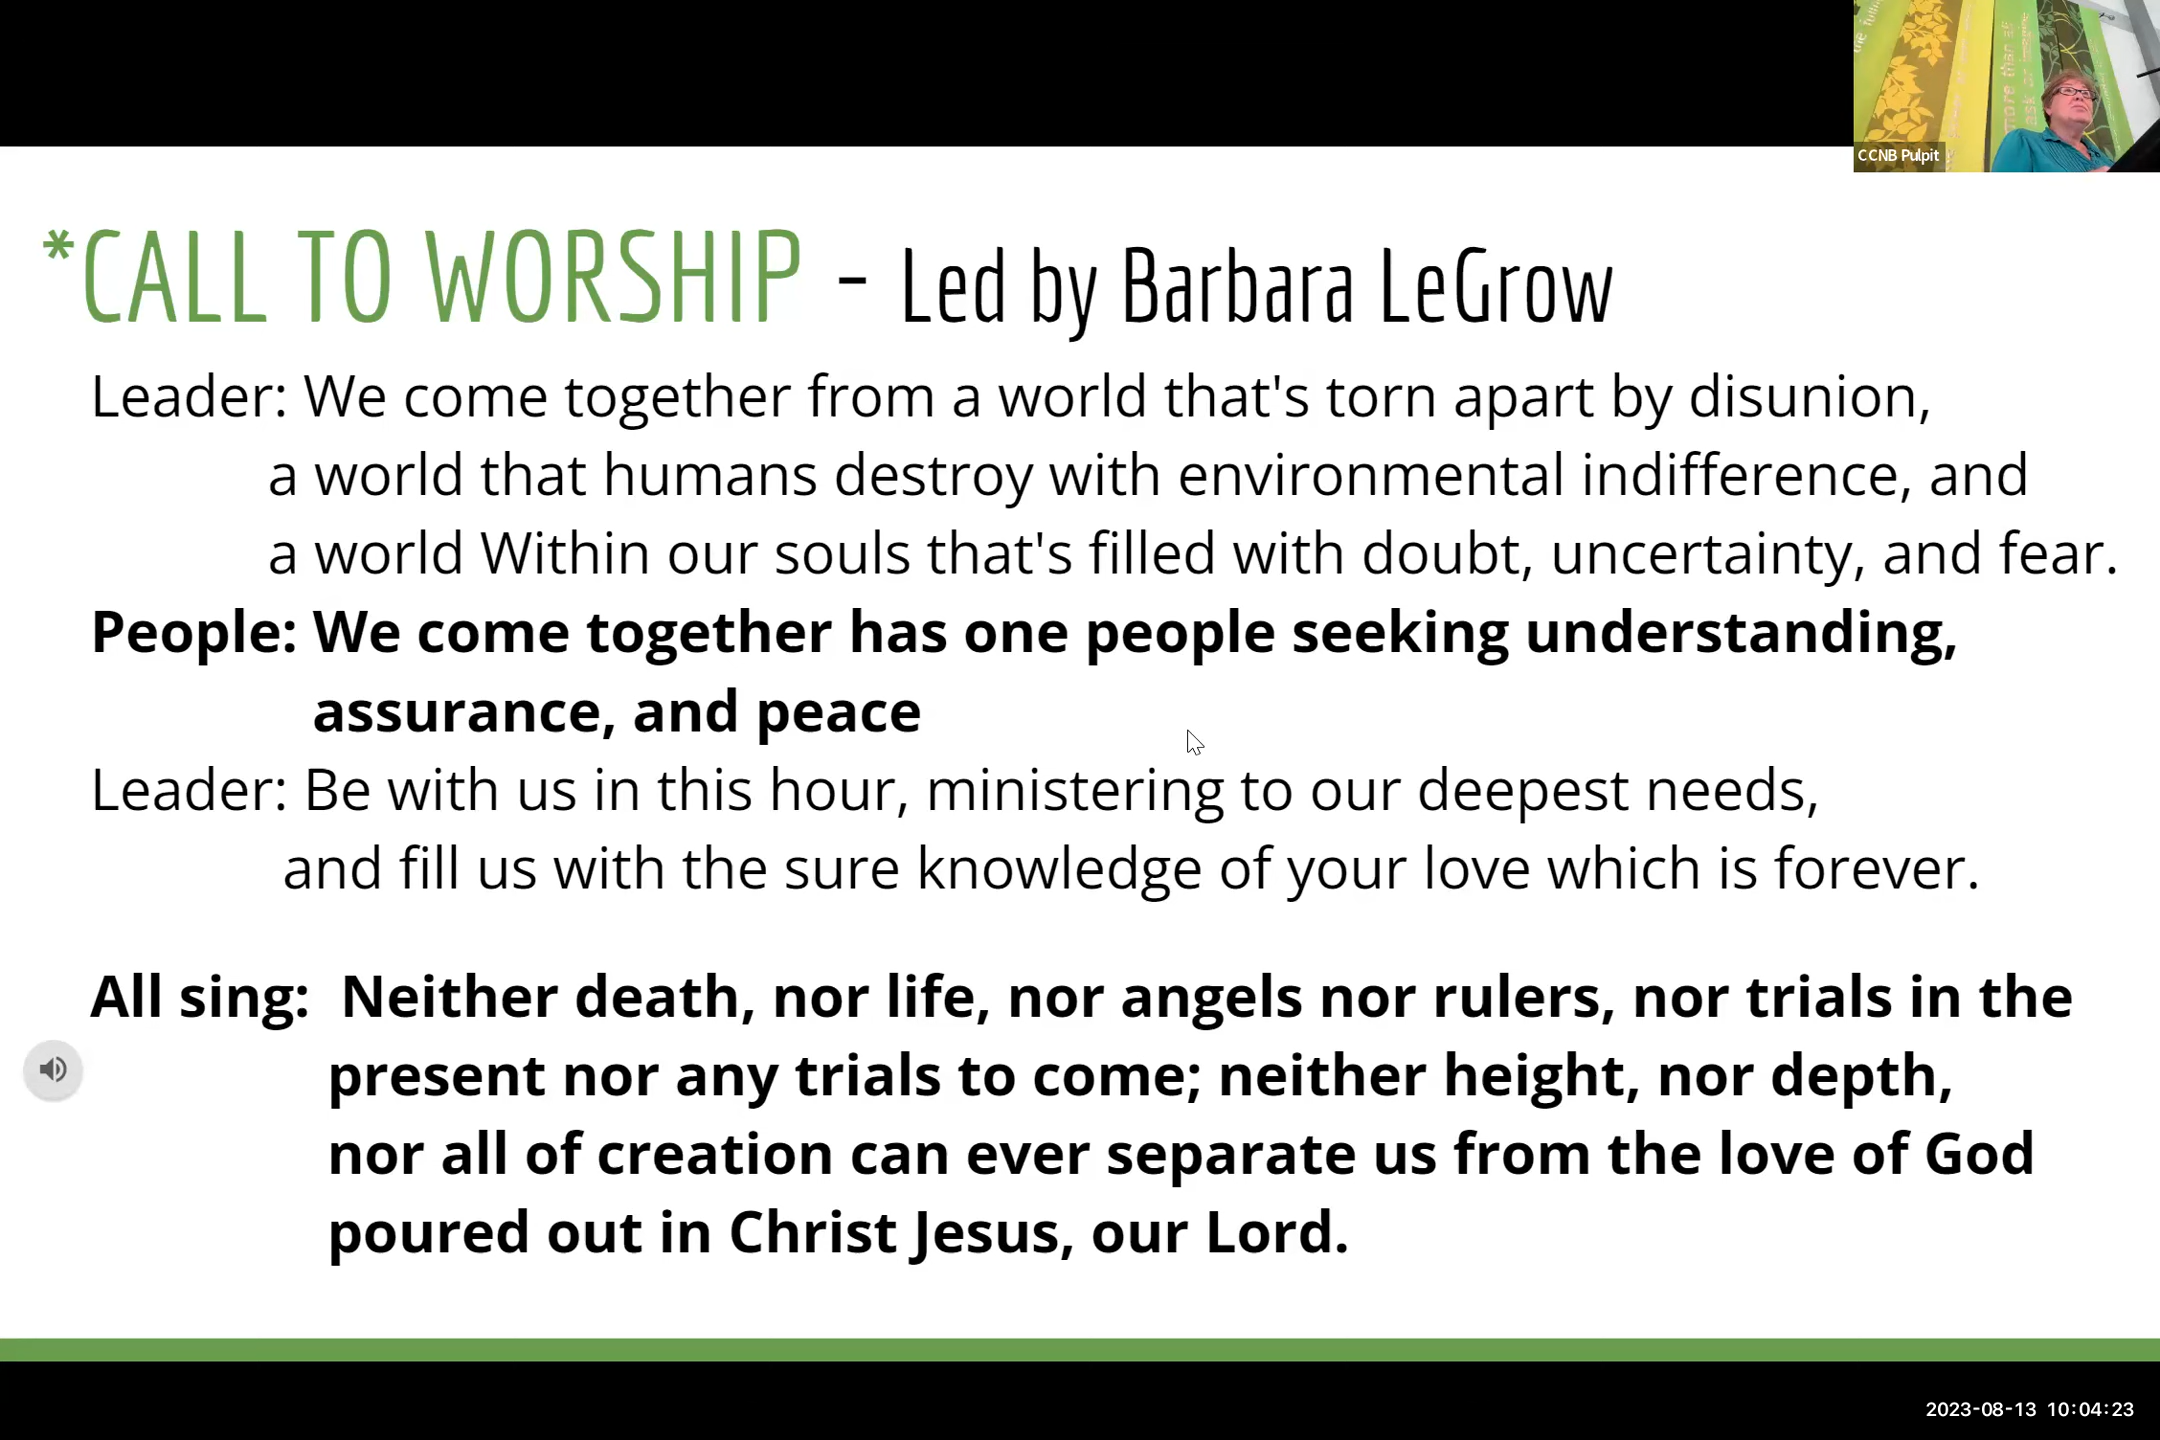 more than all
ask or imagine
CCNB Pulpit
*CALL TO WORSHIP - Led by Barbara LeGrow
Leader: We come together from a world that's torn apart by disunion,
a world that humans destroy with environmental indifference, and
a world Within our souls that's filled with doubt, uncertainty, and fear.
People: We come together has one people seeking understanding,
assurance, and peace
Leader: Be with us in this hour, ministering to our deepest needs,
and fill us with the sure knowledge of your love which is forever.
All sing: Neither death, nor life, nor angels nor rulers, nor trials in the
present nor any trials to come; neither height, nor depth,
nor all of creation can ever separate us from the love of God
poured out in Christ Jesus, our Lord.
2023-08-13 10:04:23